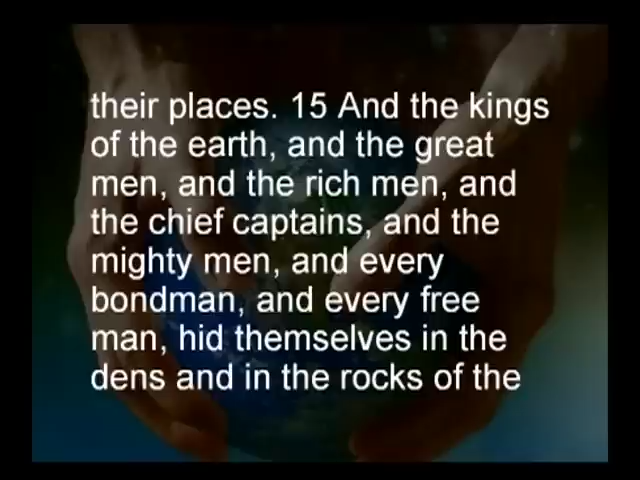 their places. 15 And the kings
of the earth, and the great
men, and the rich men, and
the chief captains, and the
mighty men, and every
bondman, and every free
man, hid themselves in the
dens and in the rocks of the